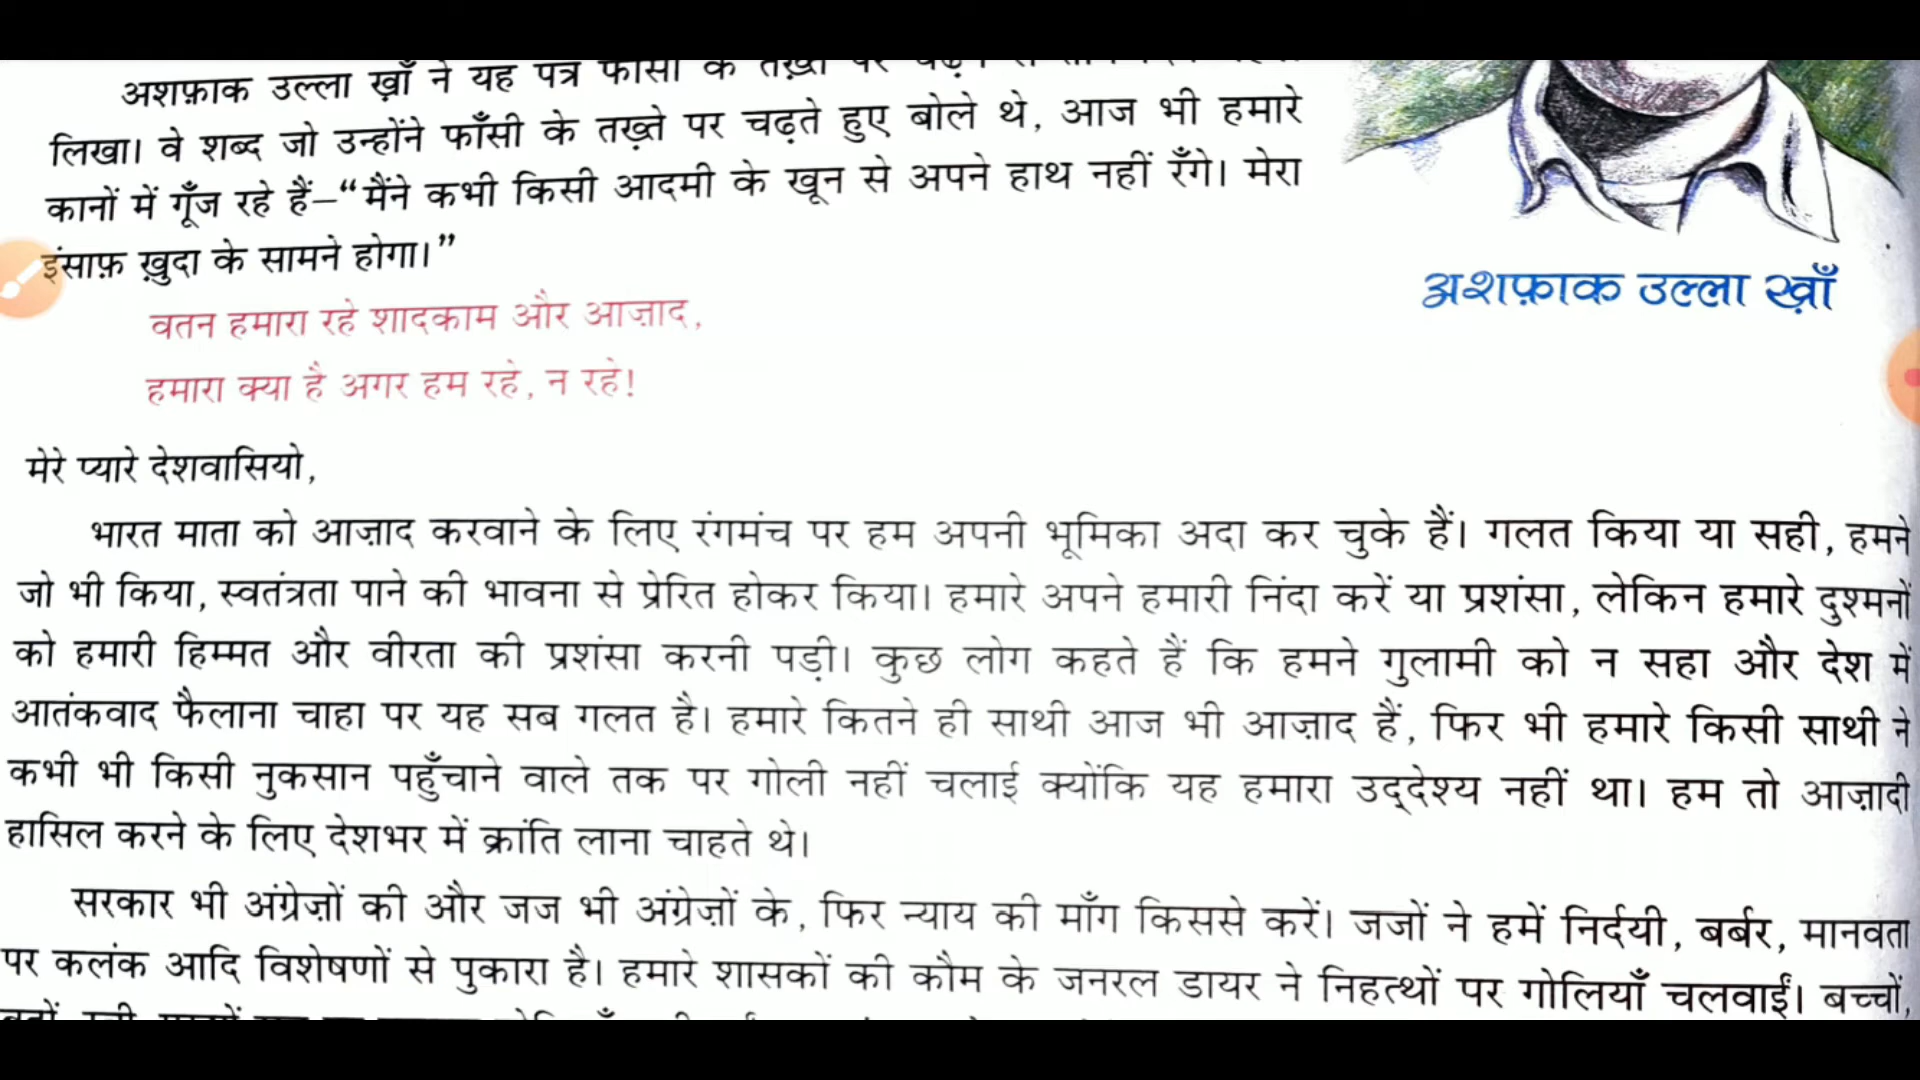 अशफ़ाक उल्ला ख़ाँ ने यह पत्र फाँसी के तख़्ते पर
लिखा। वे शब्द जो उन्होंने फाँसी के तख़्ते पर चढ़ते हुए बोले थे, आज भी हमारे
कानों में गूँज रहे हैं–“मैंने कभी किसी आदमी के खून से अपने हाथ नहीं रँगे। मेरा
इंसाफ़ ख़ुदा के सामने होगा।”
अशफ़ाक उल्ला ख़ाँ
वतन हमारा रहे शादकाम और आज़ाद,
हमारा क्या है अगर हम रहे, न रहे!
मेरे प्यारे देशवासियो,
भारत माता को आज़ाद करवाने के लिए रंगमंच पर हम अपनी भूमिका अदा कर चुके हैं। गलत किया या सही, हमने
जो भी किया, स्वतंत्रता पाने की भावना से प्रेरित होकर किया। हमारे अपने हमारी निंदा करें या प्रशंसा, लेकिन हमारे दुश्मनों
को हमारी हिम्मत और वीरता की प्रशंसा करनी पड़ी। कुछ लोग कहते हैं कि हमने गुलामी को न सहा और देश में
आतंकवाद फैलाना चाहा पर यह सब गलत है। हमारे कितने ही साथी आज भी आज़ाद हैं, फिर भी हमारे किसी साथी ने
कभी भी किसी नुकसान पहुँचाने वाले तक पर गोली नहीं चलाई क्योंकि यह हमारा उद्देश्य नहीं था। हम तो आज़ादी
हासिल करने के लिए देशभर में क्रांति लाना चाहते थे।
सरकार भी अंग्रेज़ों की और जज भी अंग्रेज़ों के, फिर न्याय की माँग किससे करें। जजों ने हमें निर्दयी, बर्बर, मानवता
पर कलंक आदि विशेषणों से पुकारा है। हमारे शासकों की कौम के जनरल डायर ने निहत्थों पर गोलियाँ चलवाईं। बच्चों,